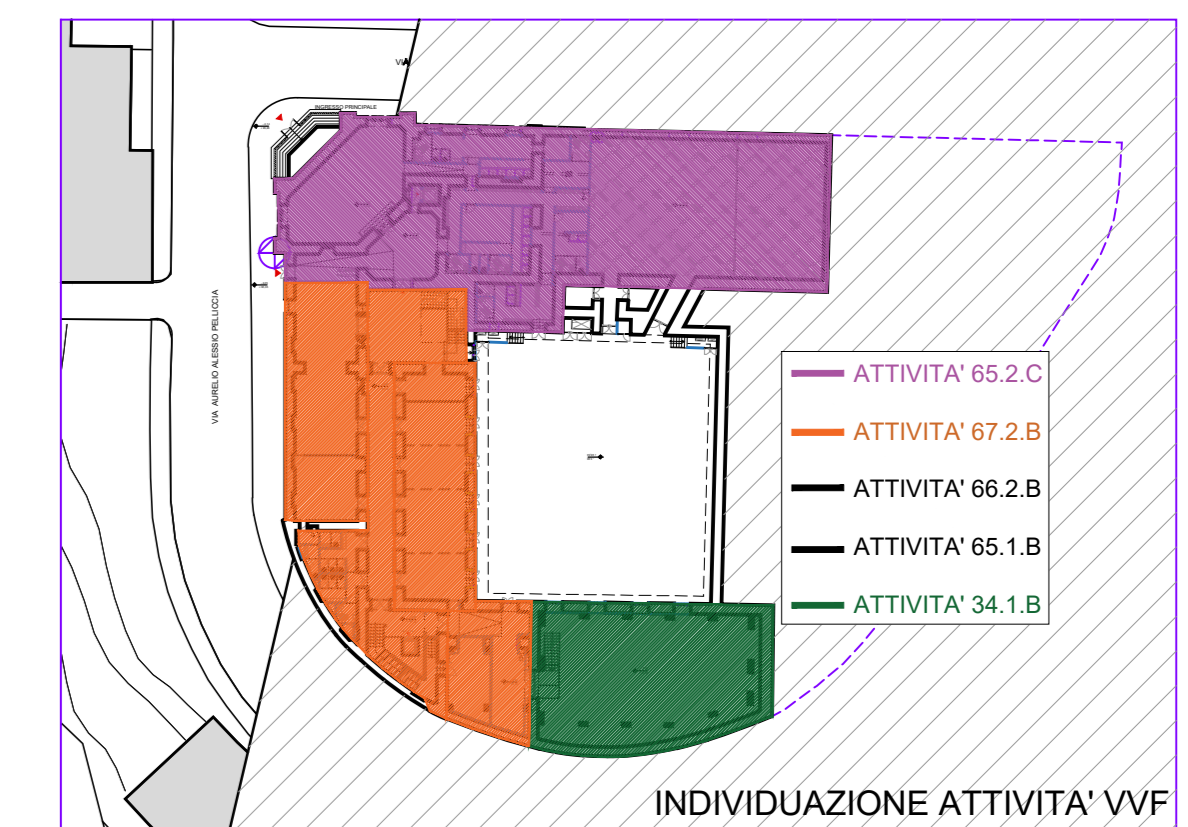 VIA
INGRESSO PRINCIPALE
VIA AURELIO ALESSIO PELLICCIA
ATTIVITA' 65.2.C
ATTIVITA' 67.2.B
ATTIVITA' 66.2.B
ATTIVITA' 65.1.B
ATTIVITA' 34.1.B
INDIVIDUAZIONE ATTIVITA' VVF